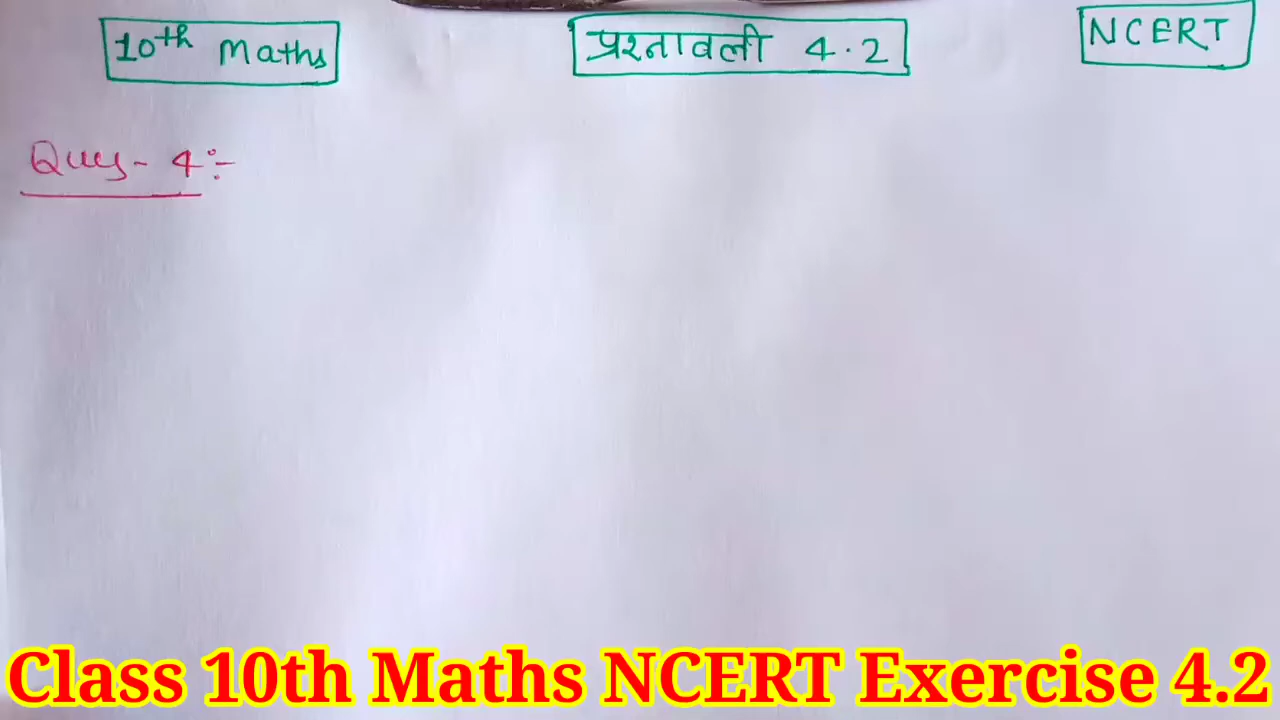 10th Maths
प्रश्नावली 4.2
NCERT
Ques- 4:-
Class 10th Maths NCERT Exercise 4.2